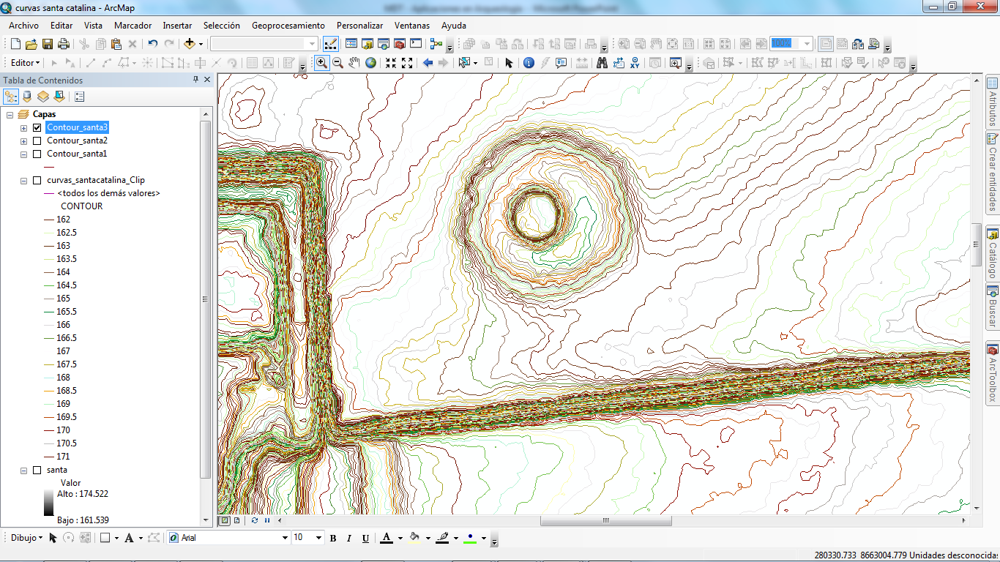 curvas santa catalina - ArcMap
Archivo Editar Vista Marcador Insertar Selección Geoprocesamiento Personalizar Ventanas Ayuda
100%
Editor
Tabla de Contenidos
Capas
Contour_santa3
Contour_santa2
Contour_santa1
curvas_santacatalina_Clip
<todos los demás valores>
CONTOUR
162
162.5
163
163.5
164
164.5
165
165.5
166
166.5
167
167.5
168
168.5
169
169.5
170
170.5
171
santa
Valor
Alto : 174.522
Bajo : 161.539
Atributos
Crear entidades
Catálogo
Buscar
ArcToolbox
Dibujo A Arial 10 B I U A
280330.733 8663004.779 Unidades desconocidas